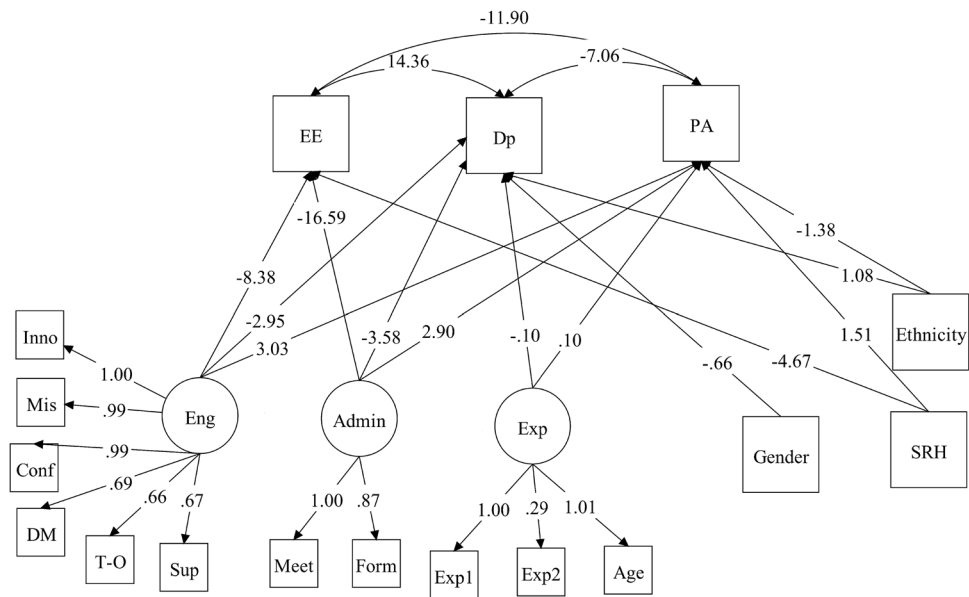 -11.90
14.36
-7.06
EE
Dp
PA
-16.59
-1.38
-8.38
1.08
-2.95
-3.58
3.03
2.90
-.10
.10
1.51
Ethnicity
-.66
-4.67
Inno
1.00
Mis
.99
Eng
Admin
Exp
Gender
SRH
Conf
.99
.69
.66
.67
DM
T-O
Sup
1.00
.87
Meet
Form
1.00
.29
1.01
Exp1
Exp2
Age